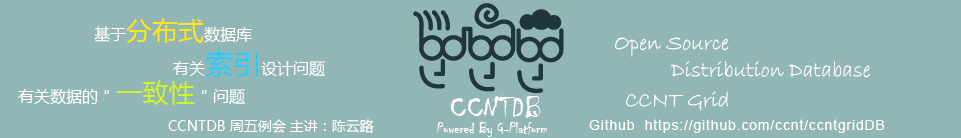 基于分布式数据库
有关索引设计问题
有关数据的“一致性”问题
CCNTDB 周五例会 主讲：陈云路
CCNTDB
Powered By G-Platform
Open Source
Distribution Database
CCNT Grid
Github https://github.com/ccnt/ccntgridDB